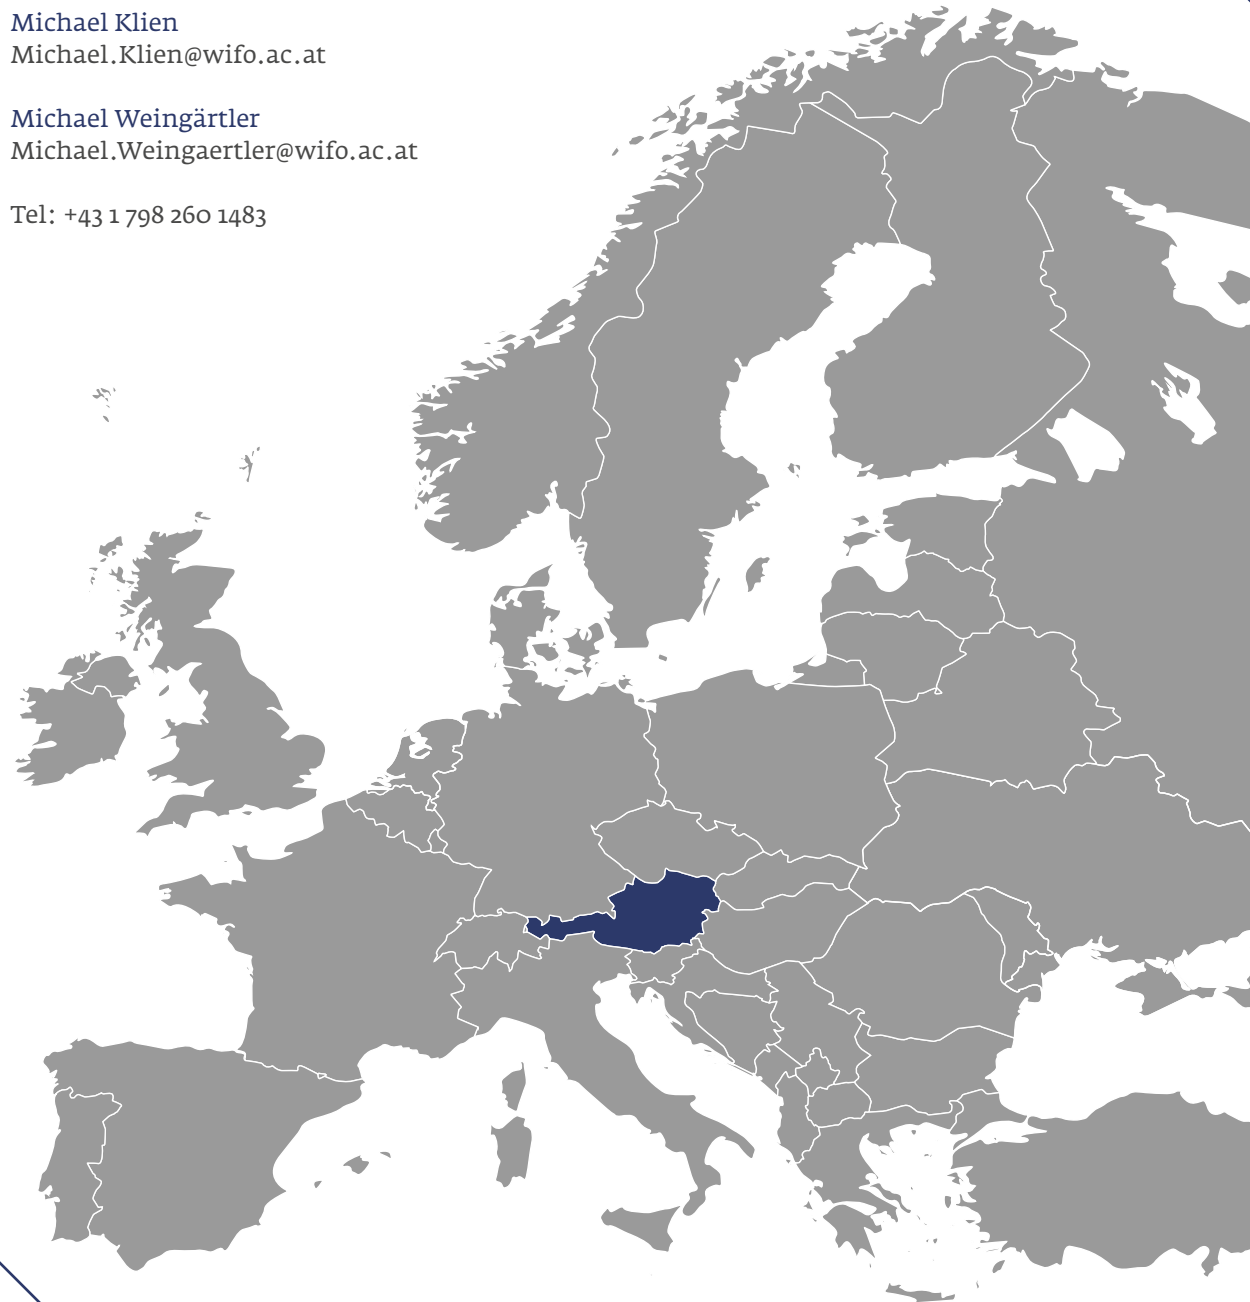 Michael Klien
Michael.Klien@wifo.ac.at
Michael Weingärtler
Michael.Weingaertler@wifo.ac.at
Tel: +43 1 798 260 1483